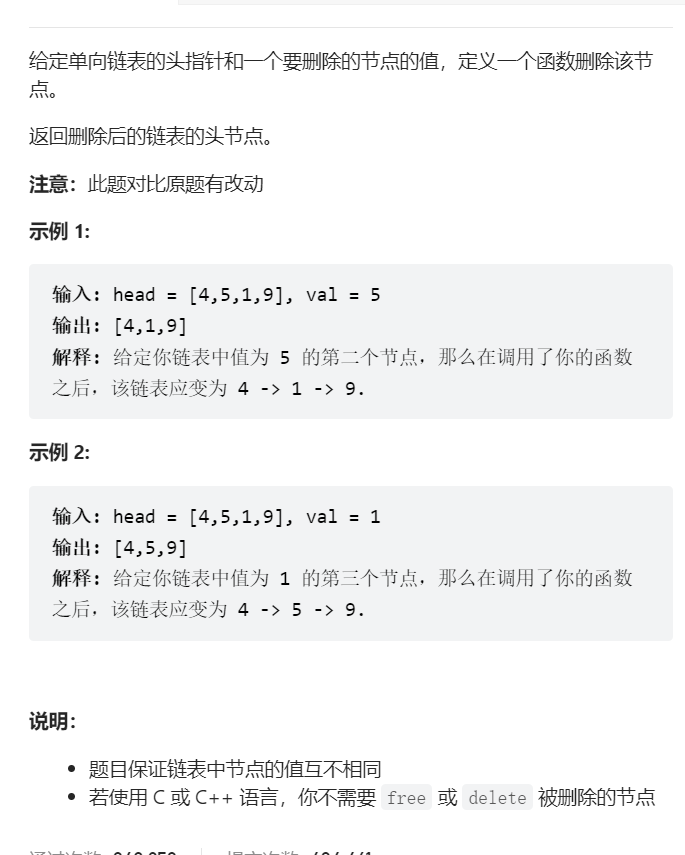 给定单向链表的头指针和一个要删除的节点的值，定义一个函数删除该节
点。
返回删除后的链表的头节点。
注意：此题对比原题有改动
示例 1:
输入: head = [4,5,1,9], val = 5
输出: [4,1,9]
解释: 给定你链表中值为 5 的第二个节点，那么在调用了你的函数
之后，该链表应变为 4 -> 1 -> 9.
示例 2:
输入: head = [4,5,1,9], val = 1
输出: [4,5,9]
解释: 给定你链表中值为 1 的第三个节点，那么在调用了你的函数
之后，该链表应变为 4 -> 5 -> 9.
说明：
• 题目保证链表中节点的值互不相同
• 若使用 C 或 C++ 语言，你不需要 free 或 delete 被删除的节点